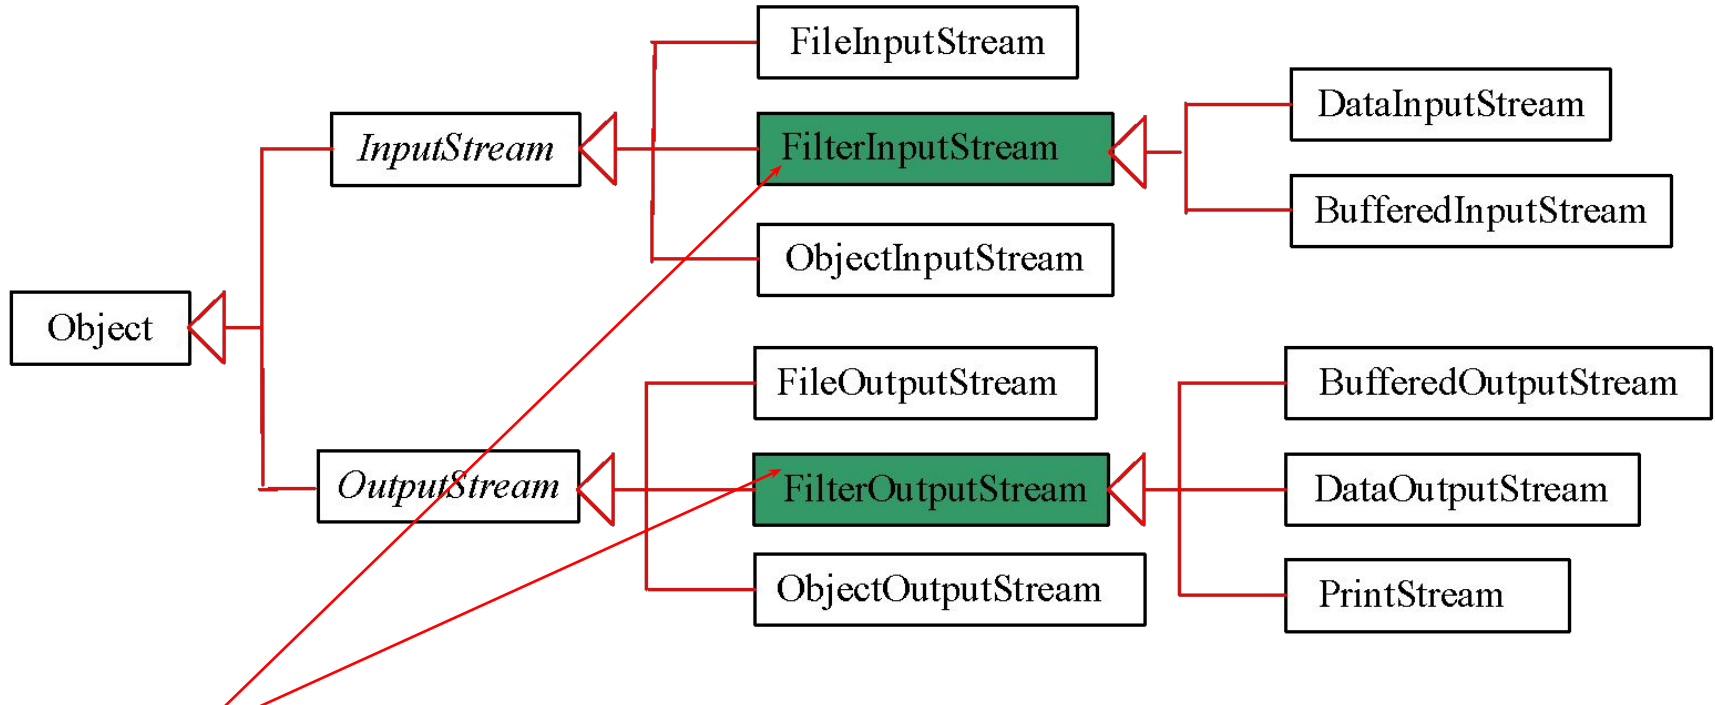 FileInputStream
DataInputStream
InputStream
FilterInputStream
BufferedInputStream
ObjectInputStream
Object
FileOutputStream
BufferedOutputStream
OutputStream
FilterOutputStream
DataOutputStream
ObjectOutputStream
PrintStream